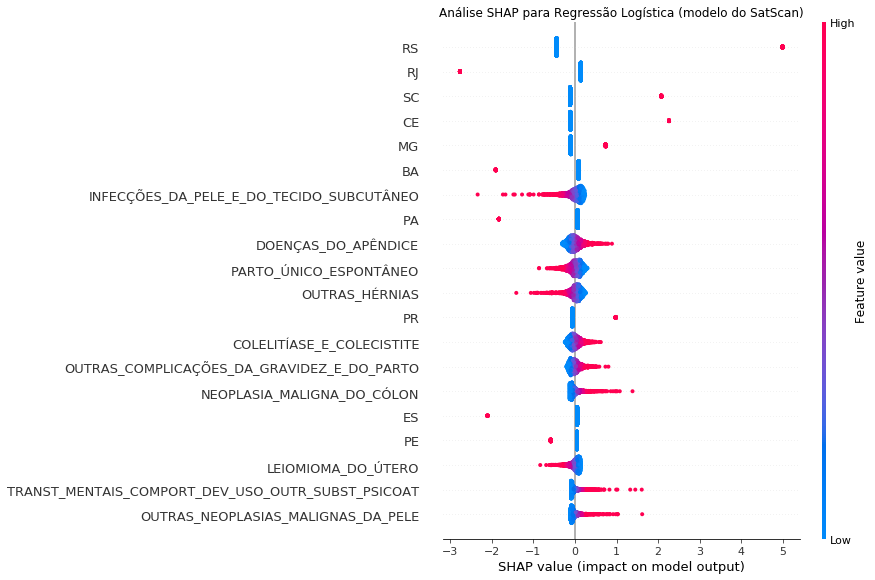 Análise SHAP para Regressão Logística (modelo do SatScan)
High
RS
RJ
SC
CE
MG
BA
INFECÇÕES_DA_PELE_E_DO_TECIDO_SUBCUTÂNEO
PA
DOENÇAS_DO_APÊNDICE
PARTO_ÚNICO_ESPONTÂNEO
OUTRAS_HÉRNIAS
PR
COLELITÍASE_E_COLECISTITE
OUTRAS_COMPLICAÇÕES_DA_GRAVIDEZ_E_DO_PARTO
NEOPLASIA_MALIGNA_DO_CÓLON
ES
PE
LEIOMIOMA_DO_ÚTERO
TRANST_MENTAIS_COMPORT_DEV_USO_OUTR_SUBST_PSICOAT
OUTRAS_NEOPLASIAS_MALIGNAS_DA_PELE
Feature value
Low
−3 −2 −1 0 1 2 3 4 5
SHAP value (impact on model output)